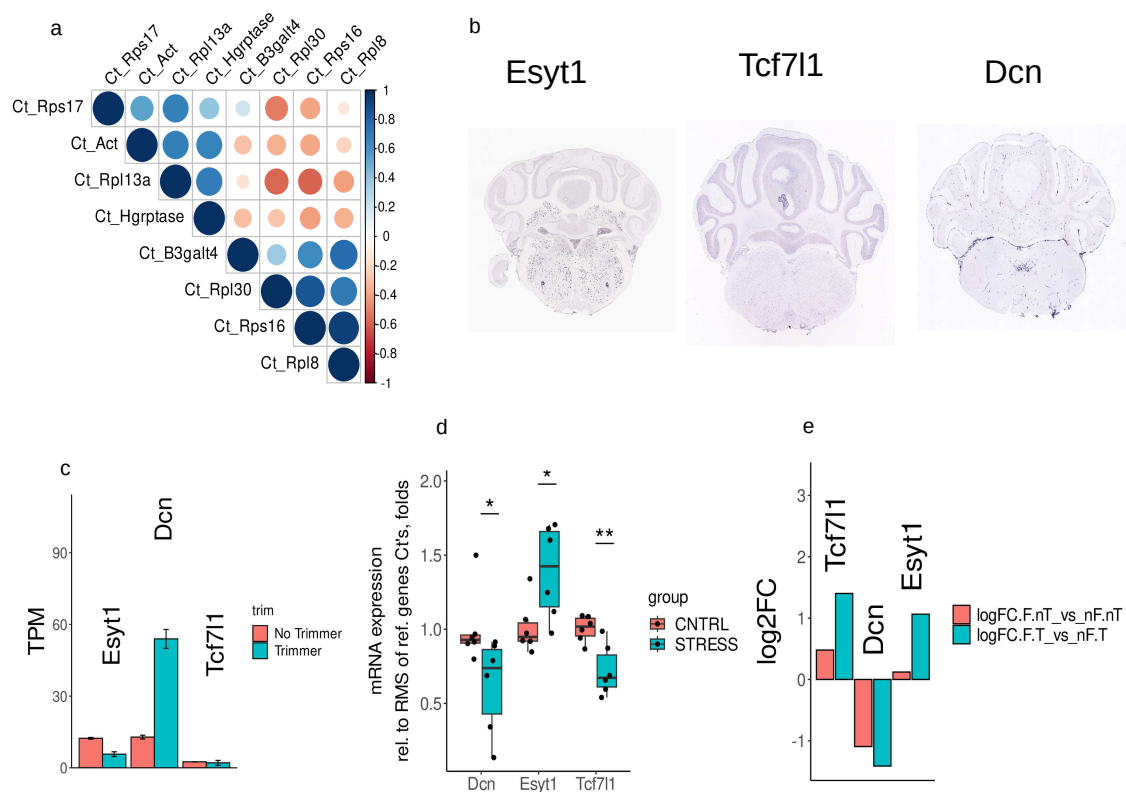 a
Ct_Rps17
Ct_Act
Ct_Rpl13a
Ct_Hgrptase
Ct_B3galt4
Ct_Rpl30
Ct_Rps16
Ct_Rpl8
Ct_Rps17
Ct_Act
Ct_Rpl13a
Ct_Hgrptase
Ct_B3galt4
Ct_Rpl30
Ct_Rps16
Ct_Rpl8
1
0.8
0.6
0.4
0.2
0
-0.2
-0.4
-0.6
-0.8
-1
b
Esyt1
Tcf7l1
Dcn
c
TPM
90
60
30
0
Esyt1
Dcn
Tcf7l1
trim
No Trimmer
Trimmer
d
mRNA expression
rel. to RMS of ref. genes Ct's, folds
2.0
1.5
1.0
0.5
*
*
**
Dcn
Esyt1
Tcf7l1
group
CNTRL
STRESS
e
log2FC
3
2
1
0
-1
Tcf7l1
Dcn
Esyt1
logFC.F.nT_vs_nF.nT
logFC.F.T_vs_nF.T